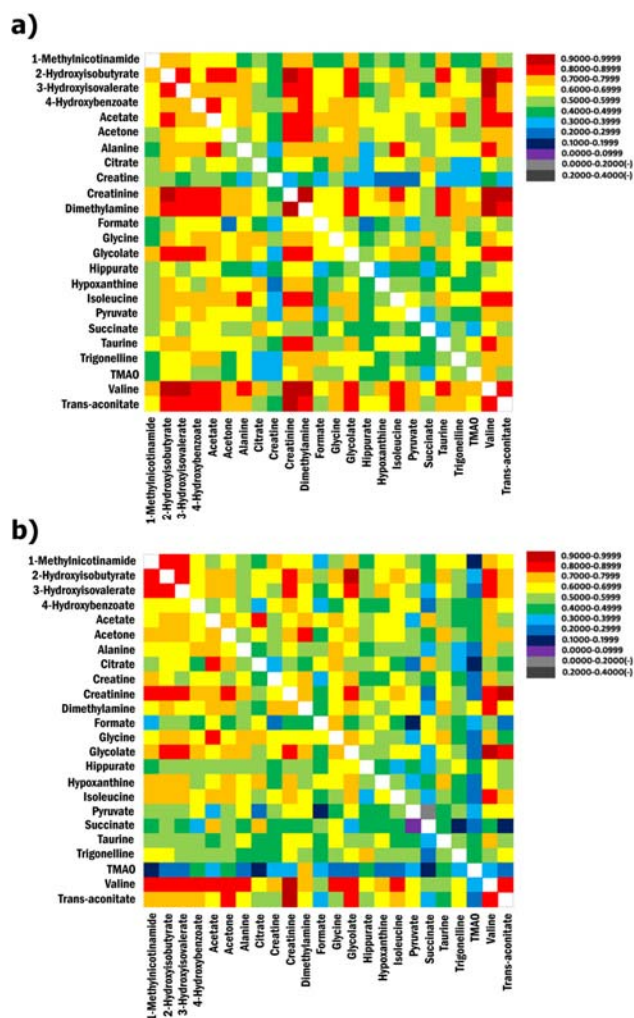 a)
1-Methylnicotinamide
2-Hydroxyisobutyrate
3-Hydroxyisovalerate
4-Hydroxybenzoate
Acetate
Acetone
Alanine
Citrate
Creatine
Creatinine
Dimethylamine
Formate
Glycine
Glycolate
Hippurate
Hypoxanthine
Isoleucine
Pyruvate
Succinate
Taurine
Trigonelline
TMAO
Valine
Trans-aconitate
1-Methylnicotinamide
2-Hydroxyisobutyrate
3-Hydroxyisovalerate
4-Hydroxybenzoate
Acetate
Acetone
Alanine
Citrate
Creatine
Creatinine
Dimethylamine
Formate
Glycine
Glycolate
Hippurate
Hypoxanthine
Isoleucine
Pyruvate
Succinate
Taurine
Trigonelline
TMAO
Valine
Trans-aconitate
0.9000-0.9999
0.8000-0.8999
0.7000-0.7999
0.6000-0.6999
0.5000-0.5999
0.4000-0.4999
0.3000-0.3999
0.2000-0.2999
0.1000-0.1999
0.0000-0.0999
0.0000-0.2000(-)
0.2000-0.4000(-)
b)
1-Methylnicotinamide
2-Hydroxyisobutyrate
3-Hydroxyisovalerate
4-Hydroxybenzoate
Acetate
Acetone
Alanine
Citrate
Creatine
Creatinine
Dimethylamine
Formate
Glycine
Glycolate
Hippurate
Hypoxanthine
Isoleucine
Pyruvate
Succinate
Taurine
Trigonelline
TMAO
Valine
Trans-aconitate
1-Methylnicotinamide
2-Hydroxyisobutyrate
3-Hydroxyisovalerate
4-Hydroxybenzoate
Acetate
Acetone
Alanine
Citrate
Creatine
Creatinine
Dimethylamine
Formate
Glycine
Glycolate
Hippurate
Hypoxanthine
Isoleucine
Pyruvate
Succinate
Taurine
Trigonelline
TMAO
Valine
Trans-aconitate
0.9000-0.9999
0.8000-0.8999
0.7000-0.7999
0.6000-0.6999
0.5000-0.5999
0.4000-0.4999
0.3000-0.3999
0.2000-0.2999
0.1000-0.1999
0.0000-0.0999
0.0000-0.2000(-)
0.2000-0.4000(-)